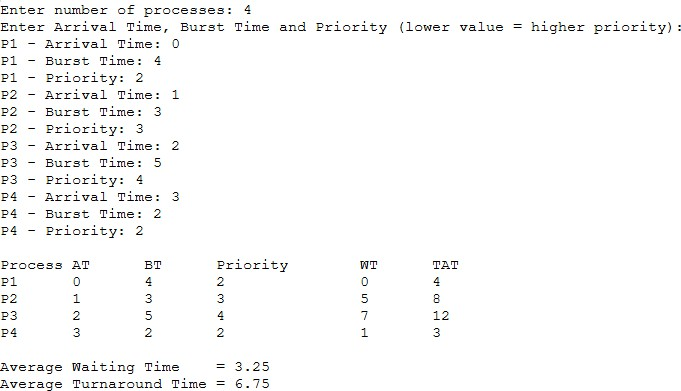 Enter number of processes: 4
Enter Arrival Time, Burst Time and Priority (lower value = higher priority):
P1 - Arrival Time: 0
P1 - Burst Time: 4
P1 - Priority: 2
P2 - Arrival Time: 1
P2 - Burst Time: 3
P2 - Priority: 3
P3 - Arrival Time: 2
P3 - Burst Time: 5
P3 - Priority: 4
P4 - Arrival Time: 3
P4 - Burst Time: 2
P4 - Priority: 2
Process AT BT Priority WT TAT
P1 0 4 2 0 4
P2 1 3 3 5 8
P3 2 5 4 7 12
P4 3 2 2 1 3
Average Waiting Time = 3.25
Average Turnaround Time = 6.75